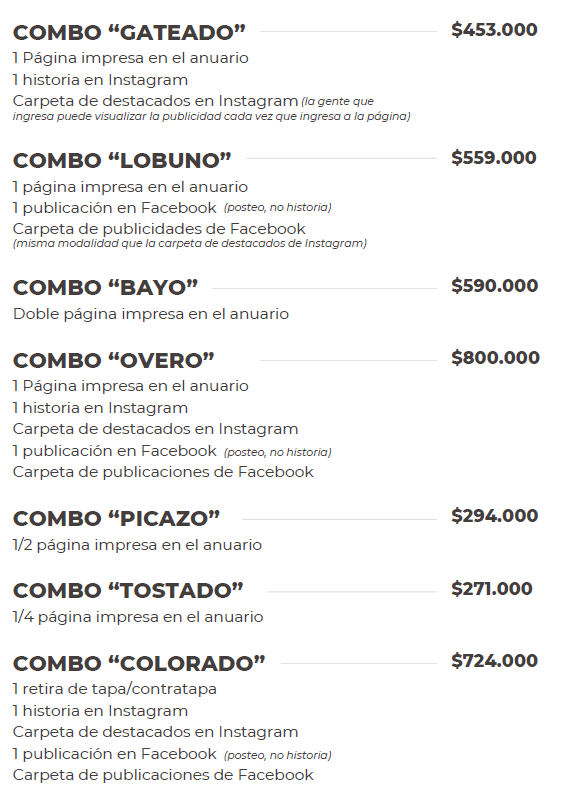 COMBO “GATEADO” $453.000
1 Página impresa en el anuario
1 historia en Instagram
Carpeta de destacados en Instagram (la gente que
ingresa puede visualizar la publicidad cada vez que ingresa a la página)
COMBO “LOBUNO” $559.000
1 página impresa en el anuario
1 publicación en Facebook (posteo, no historia)
Carpeta de publicidades de Facebook
(misma modalidad que la carpeta de destacados de Instagram)
COMBO “BAYO” $590.000
Doble página impresa en el anuario
COMBO “OVERO” $800.000
1 Página impresa en el anuario
1 historia en Instagram
Carpeta de destacados en Instagram
1 publicación en Facebook (posteo, no historia)
Carpeta de publicaciones de Facebook
COMBO “PICAZO” $294.000
1/2 página impresa en el anuario
COMBO “TOSTADO” $271.000
1/4 página impresa en el anuario
COMBO “COLORADO” $724.000
1 retira de tapa/contratapa
1 historia en Instagram
Carpeta de destacados en Instagram
1 publicación en Facebook (posteo, no historia)
Carpeta de publicaciones de Facebook